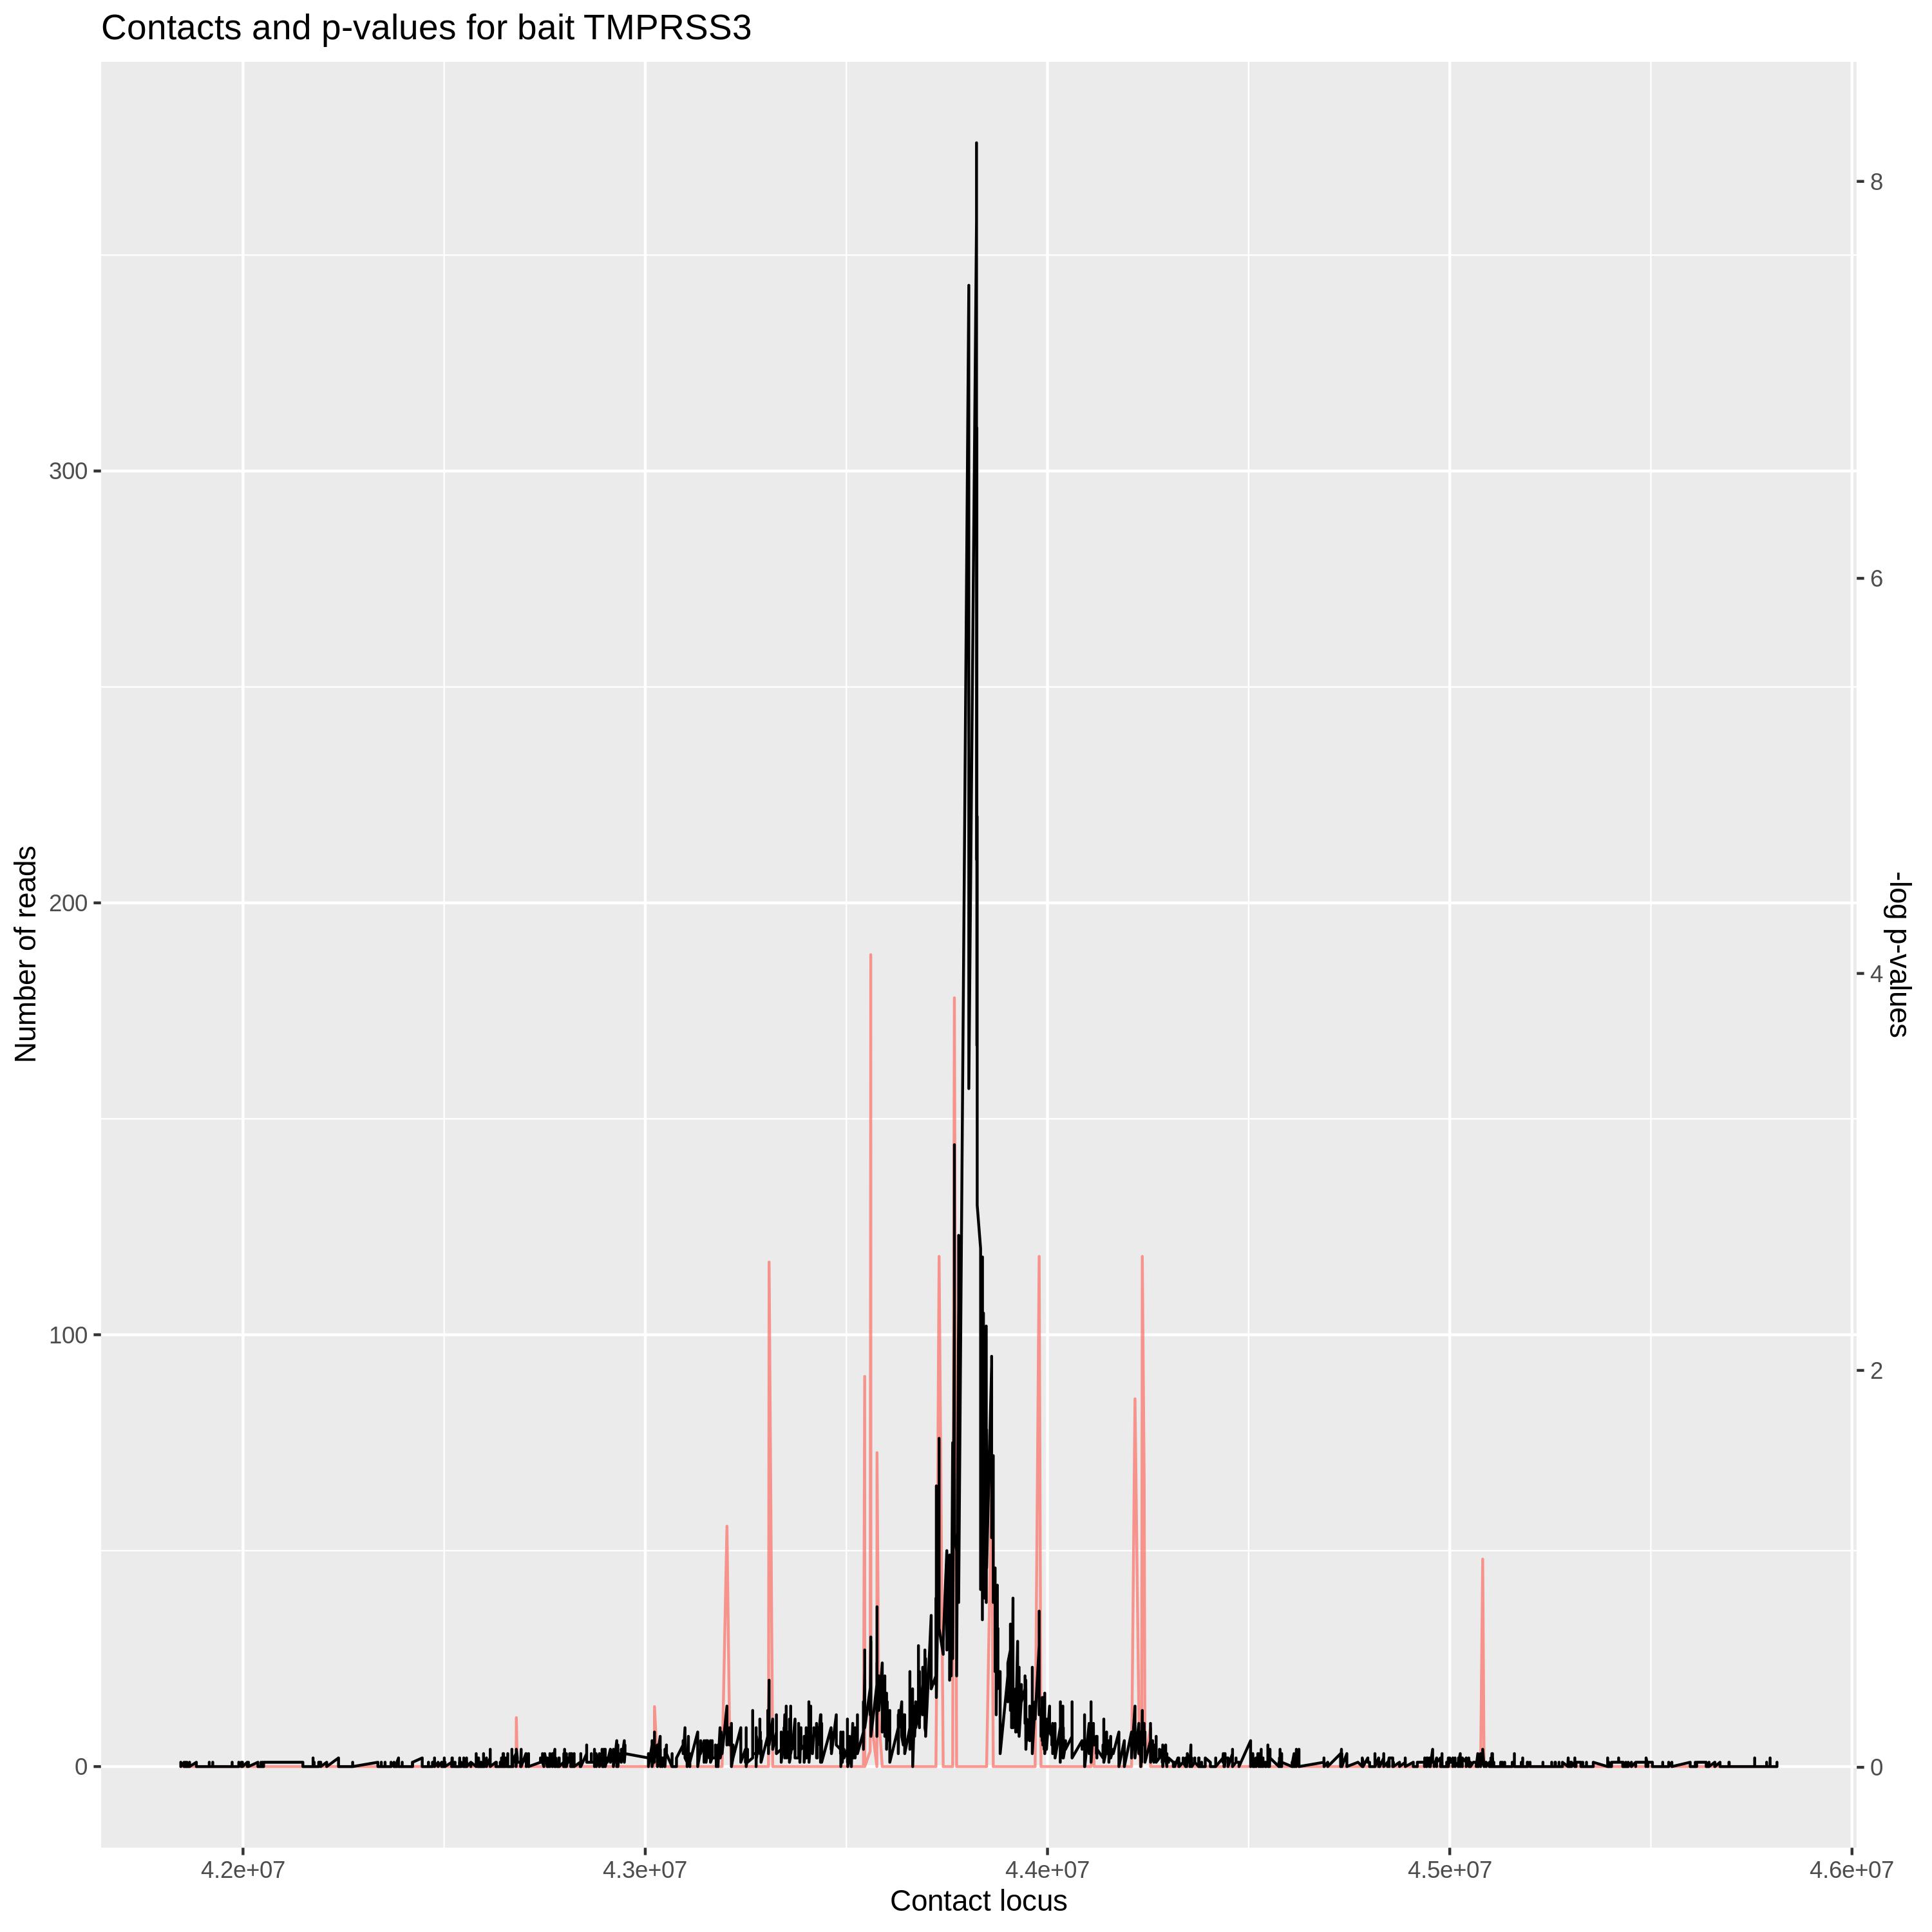 Contacts and p-values for bait TMPRSS3
Number of reads
300
200
100
0
8
6
4
2
0
-log p-values
4.2e+07
4.3e+07
4.4e+07
4.5e+07
4.6e+07
Contact locus